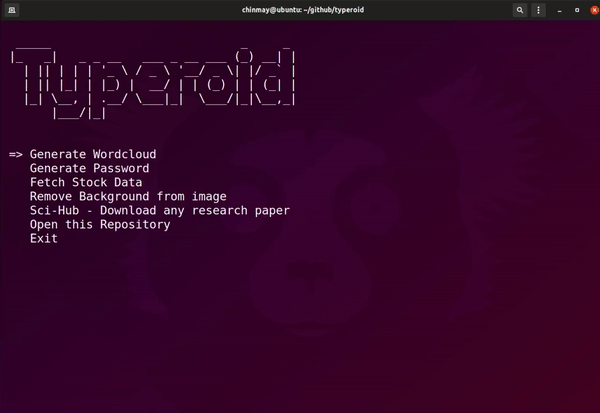 chinmay@ubuntu: ~/github/typeroid
Typeroid
=> Generate Wordcloud
Generate Password
Fetch Stock Data
Remove Background from image
Sci-Hub - Download any research paper
Open this Repository
Exit